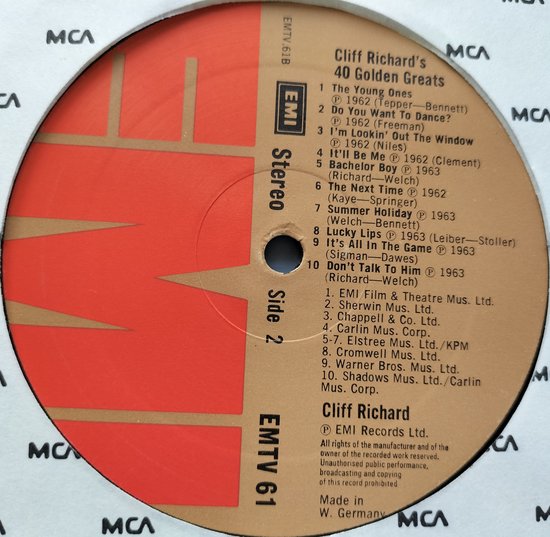 MCA
MCA
MCA
MCA
EMTV.61B
EMI
Stereo
Side 2
EMTV 61
Cliff Richard's
40 Golden Greats
1 The Young Ones
℗ 1962 (Tepper—Bennett)
2 Do You Want To Dance?
℗ 1962 (Freeman)
3 I'm Lookin' Out The Window
℗ 1962 (Niles)
4 It'll Be Me ℗ 1962 (Clement)
5 Bachelor Boy ℗ 1963
(Richard—Welch)
6 The Next Time ℗ 1962
(Kaye—Springer)
7 Summer Holiday ℗ 1963
(Welch—Bennett)
8 Lucky Lips ℗ 1963 (Leiber—Stoller)
9 It's All In The Game ℗ 1963
(Sigman—Dawes)
10 Don't Talk To Him ℗ 1963
(Richard—Welch)
1. EMI Film & Theatre Mus. Ltd.
2. Sherwin Mus. Ltd.
3. Chappell & Co. Ltd.
4. Carlin Mus. Corp.
5-7. Elstree Mus. Ltd./KPM
8. Cromwell Mus. Ltd.
9. Warner Bros. Mus. Ltd.
10. Shadows Mus. Ltd./Carlin
Mus. Corp.
Cliff Richard
℗ EMI Records Ltd.
All rights of the manufacturer and of the
owner of the recorded work reserved.
Unauthorised public performance,
broadcasting and copying
of this record prohibited
Made in
W. Germany
MCA
MCA
MCA
MCA